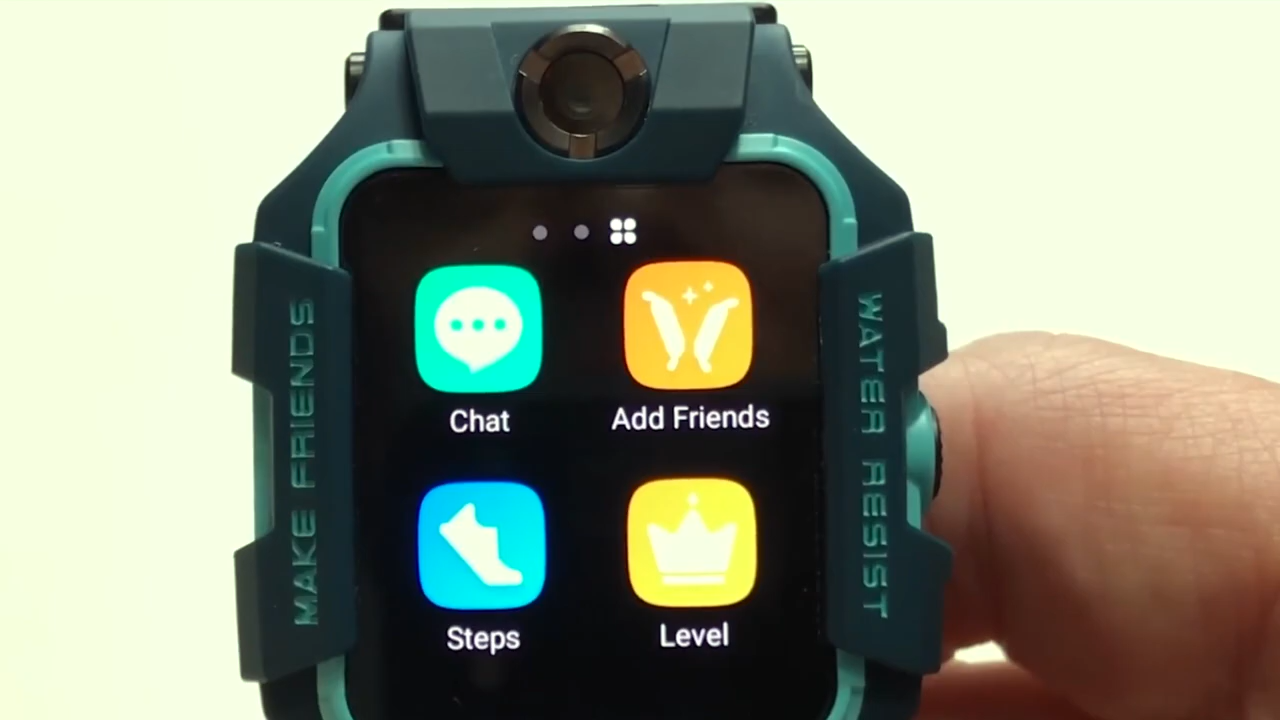 MAKE FRIENDS
WATER RESIST
Chat
Add Friends
Steps
Level